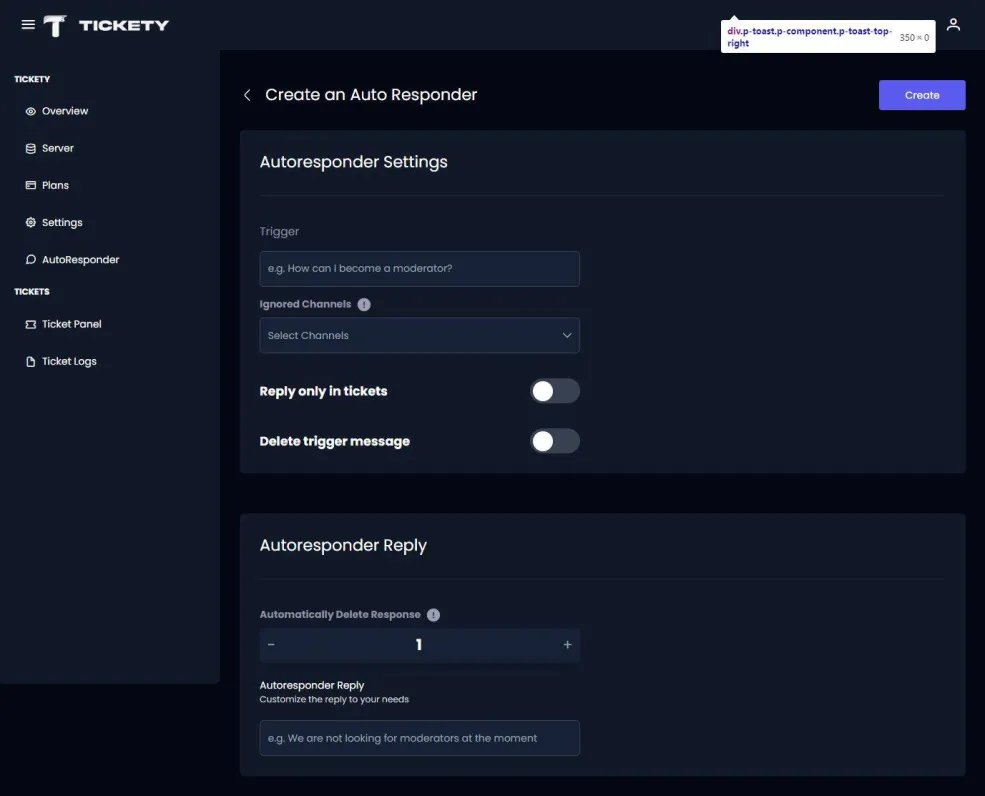 TICKETY
div.p-toast.p-component.p-toast-top-
right
350 × 0
TICKETY
Overview
Server
Plans
Settings
AutoResponder
TICKETS
Ticket Panel
Ticket Logs
Create an Auto Responder
Create
Autoresponder Settings
Trigger
e.g. How can I become a moderator?
Ignored Channels
Select Channels
Reply only in tickets
Delete trigger message
Autoresponder Reply
Automatically Delete Response
- 1 +
Autoresponder Reply
Customize the reply to your needs
e.g. We are not looking for moderators at the moment